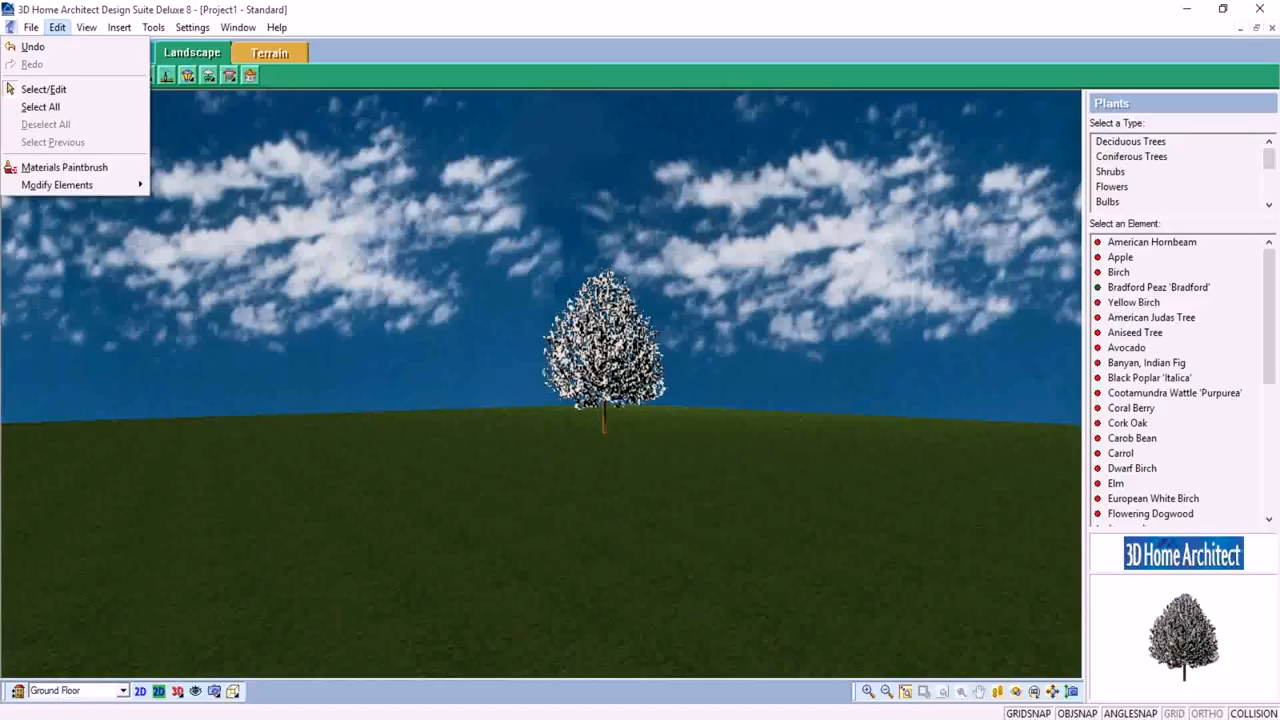 3D Home Architect Design Suite Deluxe 8 - [Project1 - Standard]
File Edit View Insert Tools Settings Window Help
Undo
Redo
Select/Edit
Select All
Deselect All
Select Previous
Materials Paintbrush
Modify Elements
Landscape Terrain
Plants
Select a Type:
Deciduous Trees
Coniferous Trees
Shrubs
Flowers
Bulbs
Select an Element:
American Hornbeam
Apple
Birch
Bradford Peaz 'Bradford'
Yellow Birch
American Judas Tree
Aniseed Tree
Avocado
Banyan, Indian Fig
Black Poplar 'Italica'
Cootamundra Wattle 'Purpurea'
Coral Berry
Cork Oak
Carob Bean
Carrol
Dwarf Birch
Elm
European White Birch
Flowering Dogwood
3D Home Architect
Ground Floor 2D 2D 3D
GRIDSNAP OBJSNAP ANGLESNAP GRID ORTHO COLLISION